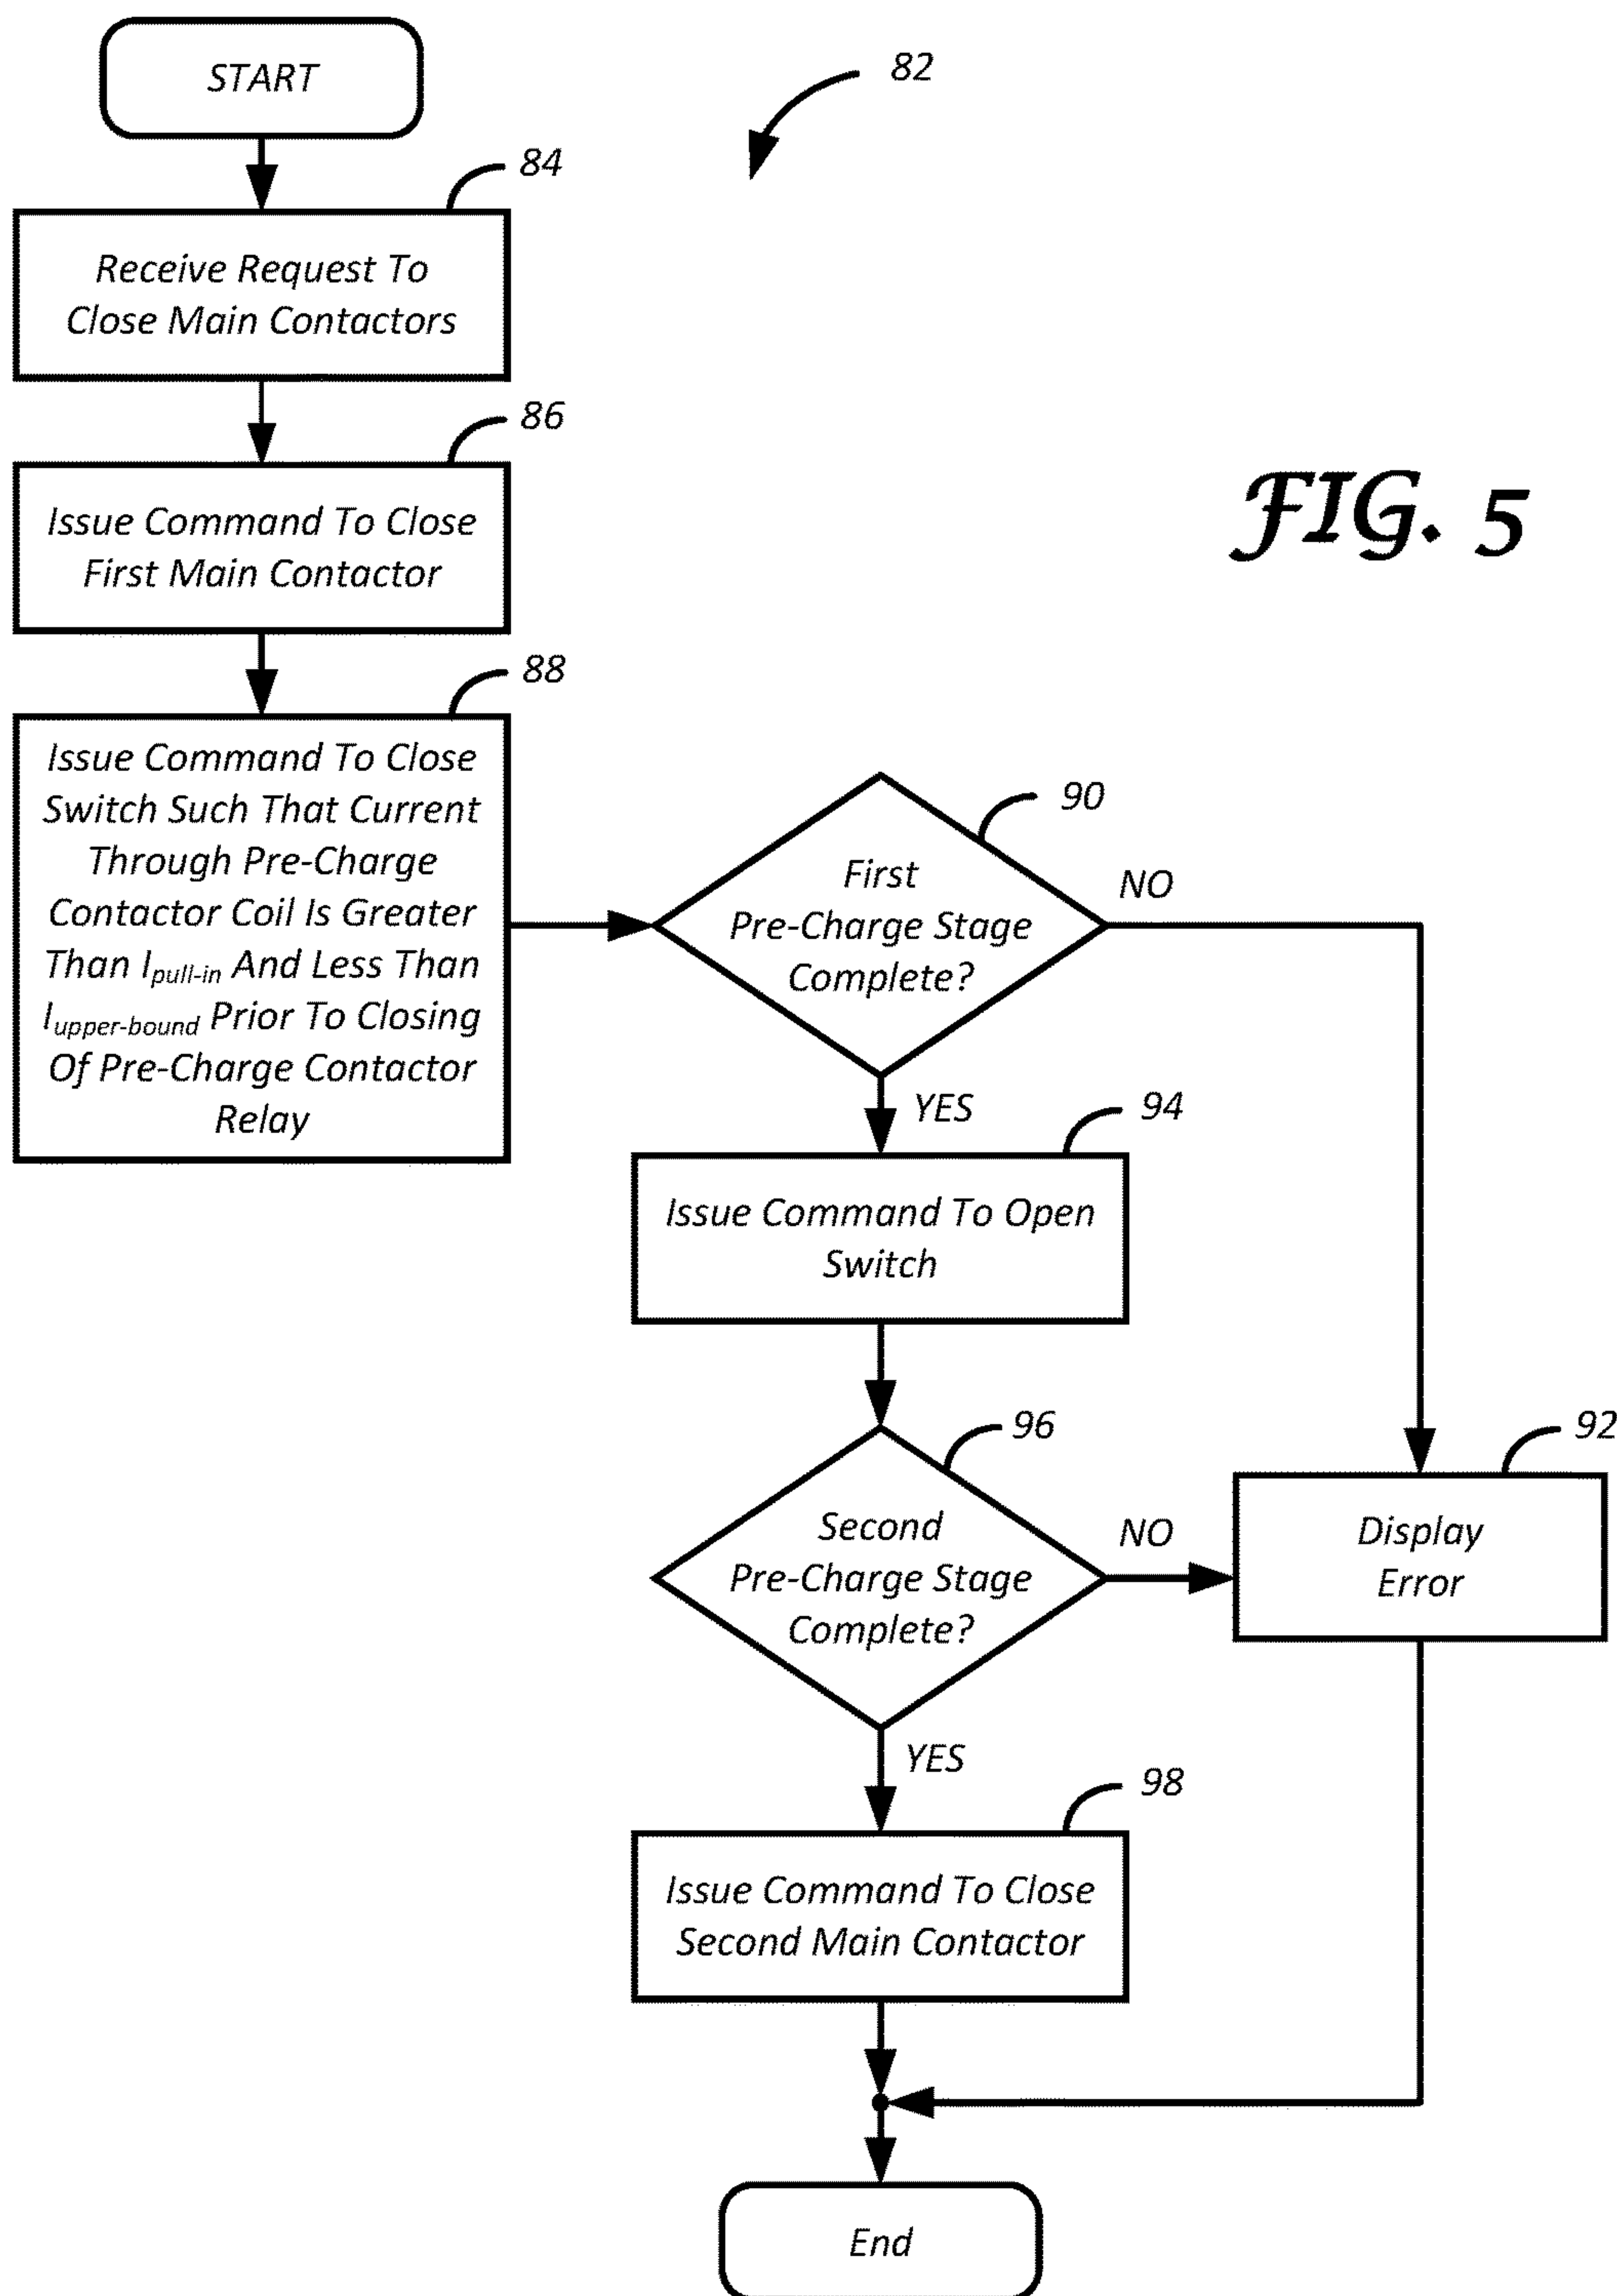 START
82
84
Receive Request To
Close Main Contactors
86
Issue Command To Close
First Main Contactor
FIG. 5
88
Issue Command To Close
Switch Such That Current
Through Pre-Charge
Contactor Coil Is Greater
Than Ipull-in And Less Than
Iupper-bound Prior To Closing
Of Pre-Charge Contactor
Relay
90
First
Pre-Charge Stage
Complete?
NO
YES
94
Issue Command To Open
Switch
96
Second
Pre-Charge Stage
Complete?
NO
92
Display
Error
YES
98
Issue Command To Close
Second Main Contactor
End